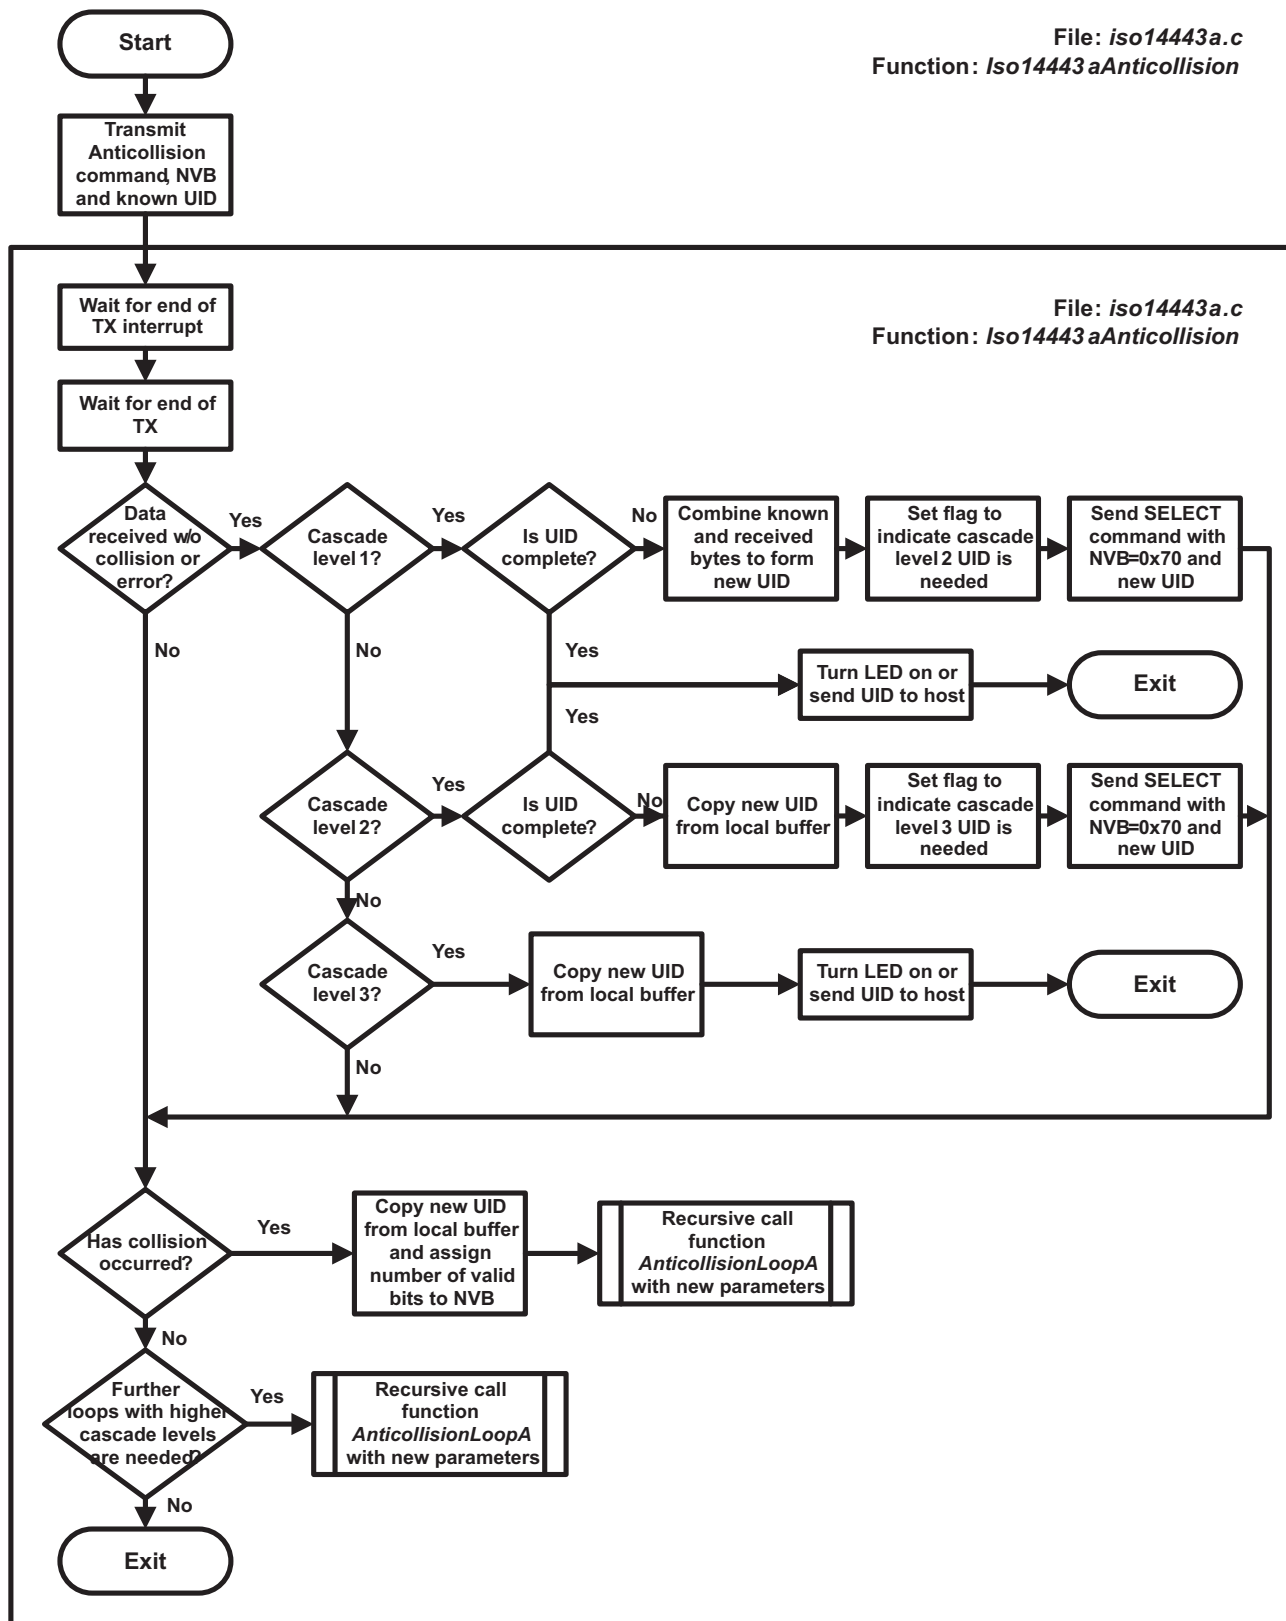 Start
File: iso14443a.c
Function: Iso14443aAnticollision
Transmit
Anticollision
command, NVB
and known UID
Wait for end of
TX interrupt
File: iso14443a.c
Function: Iso14443aAnticollision
Wait for end of
TX
Data
received w/o
collision or
error?
Yes
Cascade
level 1?
Yes
Is UID
complete?
No
Combine known
and received
bytes to form
new UID
Set flag to
indicate cascade
level 2 UID is
needed
Send SELECT
command with
NVB=0x70 and
new UID
No
No
Yes
Turn LED on or
send UID to host
Exit
Yes
Cascade
level 2?
Yes
Is UID
complete?
No
Copy new UID
from local buffer
Set flag to
indicate cascade
level 3 UID is
needed
Send SELECT
command with
NVB=0x70 and
new UID
No
Cascade
level 3?
Yes
Copy new UID
from local buffer
Turn LED on or
send UID to host
Exit
No
Has collision
occurred?
Yes
Copy new UID
from local buffer
and assign
number of valid
bits to NVB
Recursive call
function
AnticollisionLoopA
with new parameters
No
Further
loops with higher
cascade levels
are needed?
Yes
Recursive call
function
AnticollisionLoopA
with new parameters
No
Exit